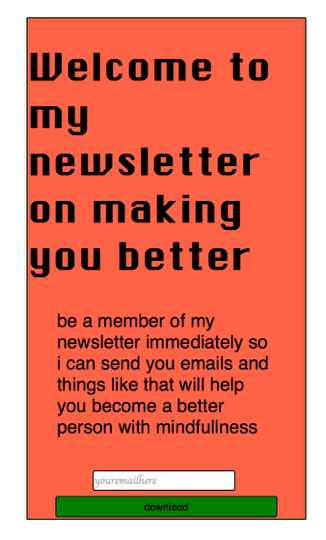 Welcome to
my
newsletter
on making
you better
be a member of my
newsletter immediately so
i can send you emails and
things like that will help
you become a better
person with mindfullness
youremailhere
download